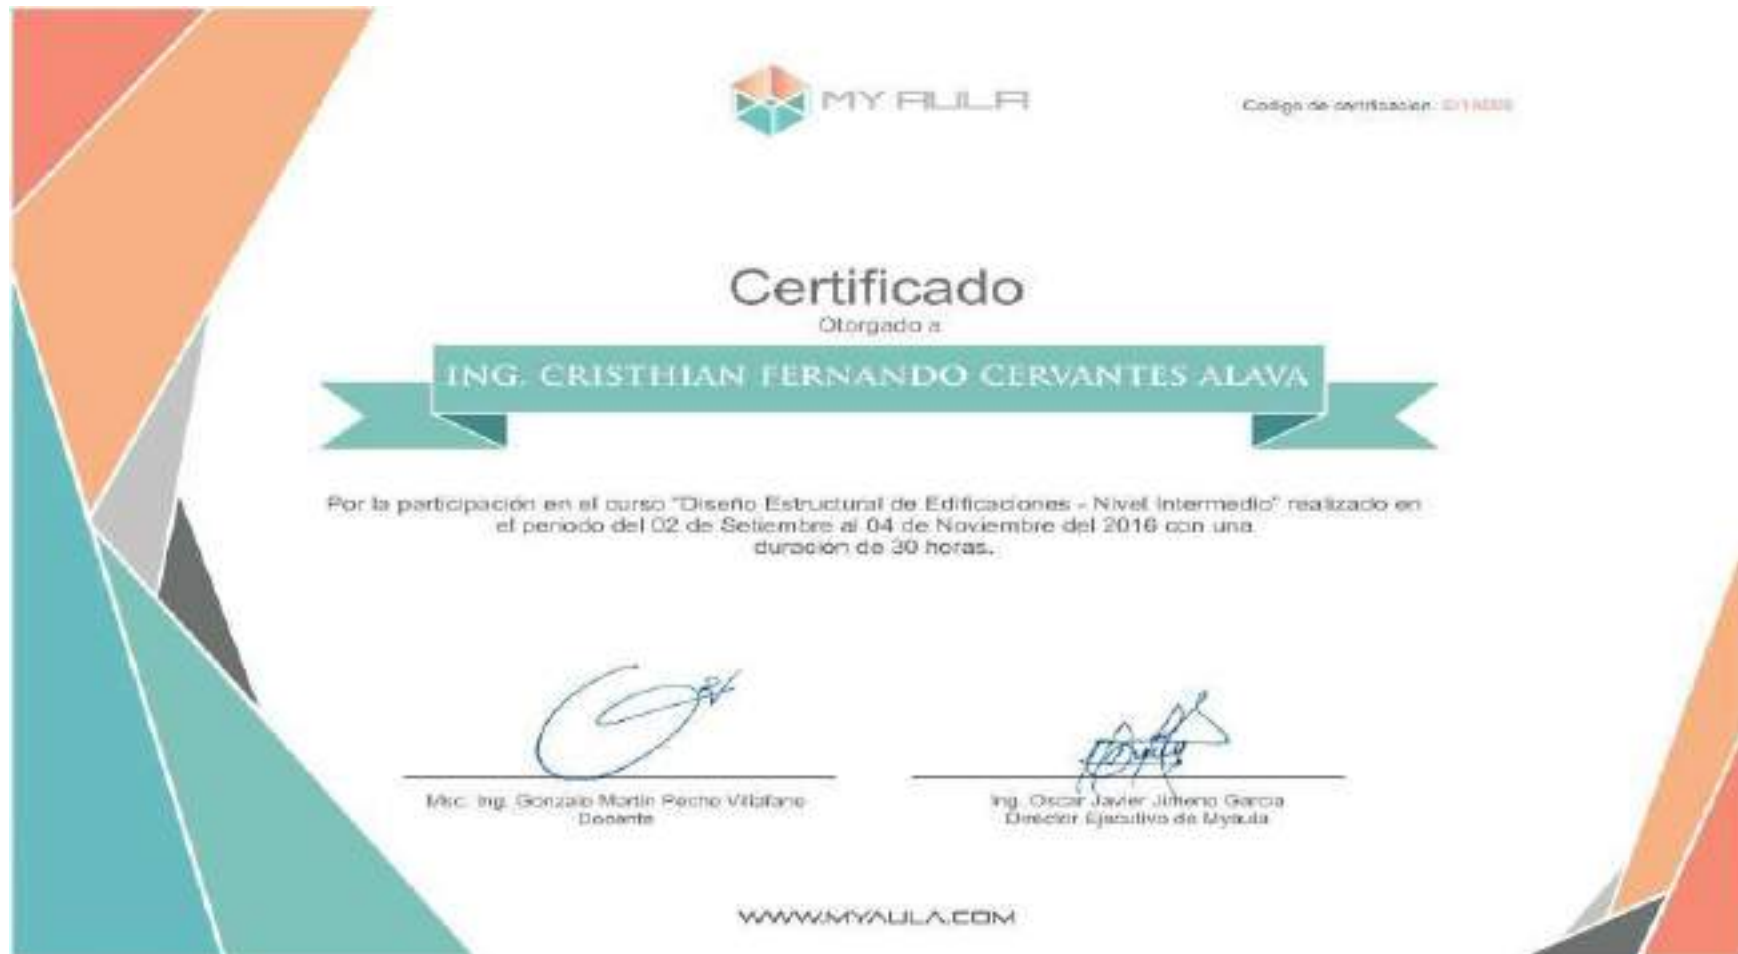 MY AULA
Codigo de certificación:
Certificado
Otorgado a
ING. CRISTHIAN FERNANDO CERVANTES ALAVA
Por la participación en el curso "Diseño Estructural de Edificaciones - Nivel Intermedio" realizado en
el periodo del 02 de Setiembre al 04 de Noviembre del 2016 con una
duración de 30 horas.
Msc. Ing. Gonzalo Martin Pecho Villafane
Docente
Ing. Oscar Javier Jimeno Garcia
Director Ejecutivo de Myaula
WWW.MYAULA.COM